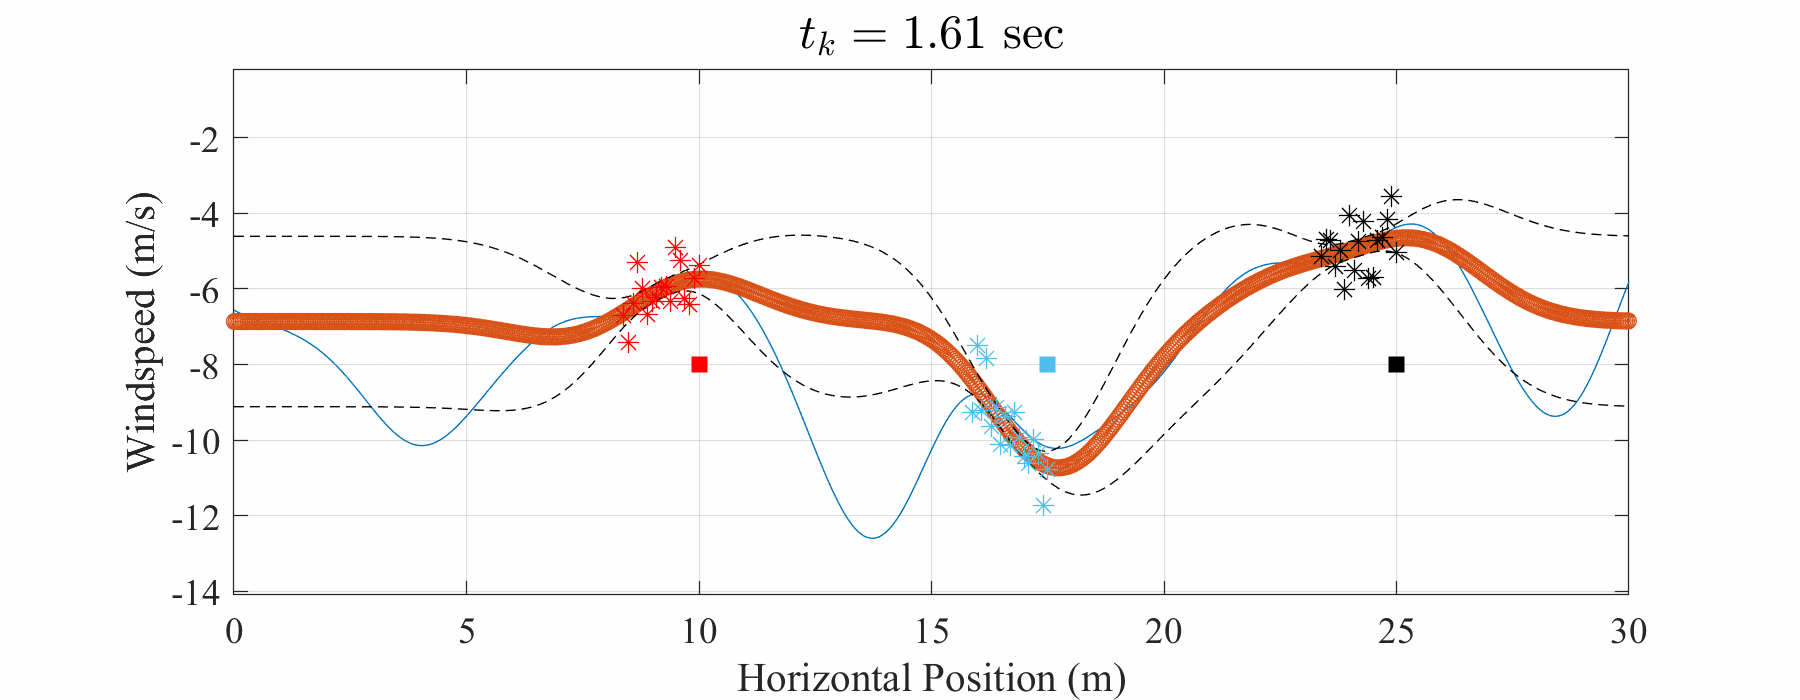 t_k = 1.61 sec
Windspeed (m/s)
-2
-4
-6
-8
-10
-12
-14
0 5 10 15 20 25 30
Horizontal Position (m)